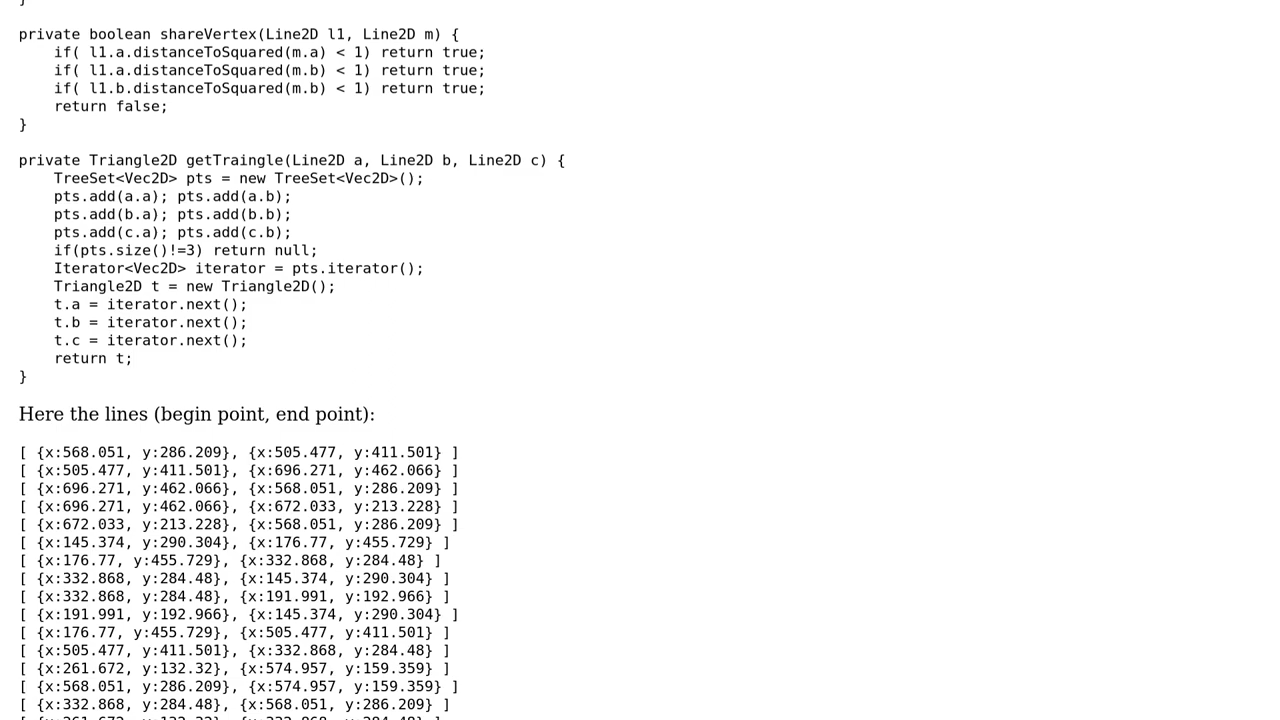 }
private boolean shareVertex(Line2D l1, Line2D m) {
    if( l1.a.distanceToSquared(m.a) < 1) return true;
    if( l1.a.distanceToSquared(m.b) < 1) return true;
    if( l1.b.distanceToSquared(m.b) < 1) return true;
    return false;
}
private Triangle2D getTraingle(Line2D a, Line2D b, Line2D c) {
    TreeSet<Vec2D> pts = new TreeSet<Vec2D>();
    pts.add(a.a); pts.add(a.b);
    pts.add(b.a); pts.add(b.b);
    pts.add(c.a); pts.add(c.b);
    if(pts.size()!=3) return null;
    Iterator<Vec2D> iterator = pts.iterator();
    Triangle2D t = new Triangle2D();
    t.a = iterator.next();
    t.b = iterator.next();
    t.c = iterator.next();
    return t;
}
Here the lines (begin point, end point):
[ {x:568.051, y:286.209}, {x:505.477, y:411.501} ]
[ {x:505.477, y:411.501}, {x:696.271, y:462.066} ]
[ {x:696.271, y:462.066}, {x:568.051, y:286.209} ]
[ {x:696.271, y:462.066}, {x:672.033, y:213.228} ]
[ {x:672.033, y:213.228}, {x:568.051, y:286.209} ]
[ {x:145.374, y:290.304}, {x:176.77, y:455.729} ]
[ {x:176.77, y:455.729}, {x:332.868, y:284.48} ]
[ {x:332.868, y:284.48}, {x:145.374, y:290.304} ]
[ {x:332.868, y:284.48}, {x:191.991, y:192.966} ]
[ {x:191.991, y:192.966}, {x:145.374, y:290.304} ]
[ {x:176.77, y:455.729}, {x:505.477, y:411.501} ]
[ {x:505.477, y:411.501}, {x:332.868, y:284.48} ]
[ {x:261.672, y:132.32}, {x:574.957, y:159.359} ]
[ {x:568.051, y:286.209}, {x:574.957, y:159.359} ]
[ {x:332.868, y:284.48}, {x:568.051, y:286.209} ]
[ {x:261.672, y:132.32}, {x:332.868, y:284.48} ]